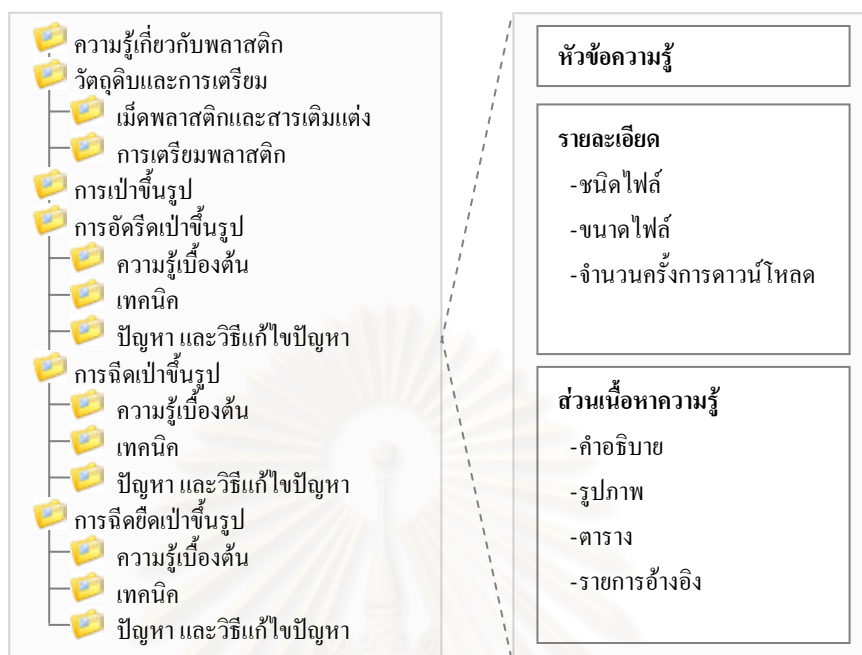 ความรู้เกี่ยวกับพลาสติก
วัตถุดิบและการเตรียม
เม็ดพลาสติกและสารเติมแต่ง
การเตรียมพลาสติก
การเป่าขึ้นรูป
การอัดรีดเป่าขึ้นรูป
ความรู้เบื้องต้น
เทคนิค
ปัญหา และวิธีแก้ไขปัญหา
การฉีดเป่าขึ้นรูป
ความรู้เบื้องต้น
เทคนิค
ปัญหา และวิธีแก้ไขปัญหา
การฉีดยืดเป่าขึ้นรูป
ความรู้เบื้องต้น
เทคนิค
ปัญหา และวิธีแก้ไขปัญหา
หัวข้อความรู้
รายละเอียด
-ชนิดไฟล์
-ขนาดไฟล์
-จำนวนครั้งการดาวน์โหลด
ส่วนเนื้อหาความรู้
-คำอธิบาย
-รูปภาพ
-ตาราง
-รายการอ้างอิง